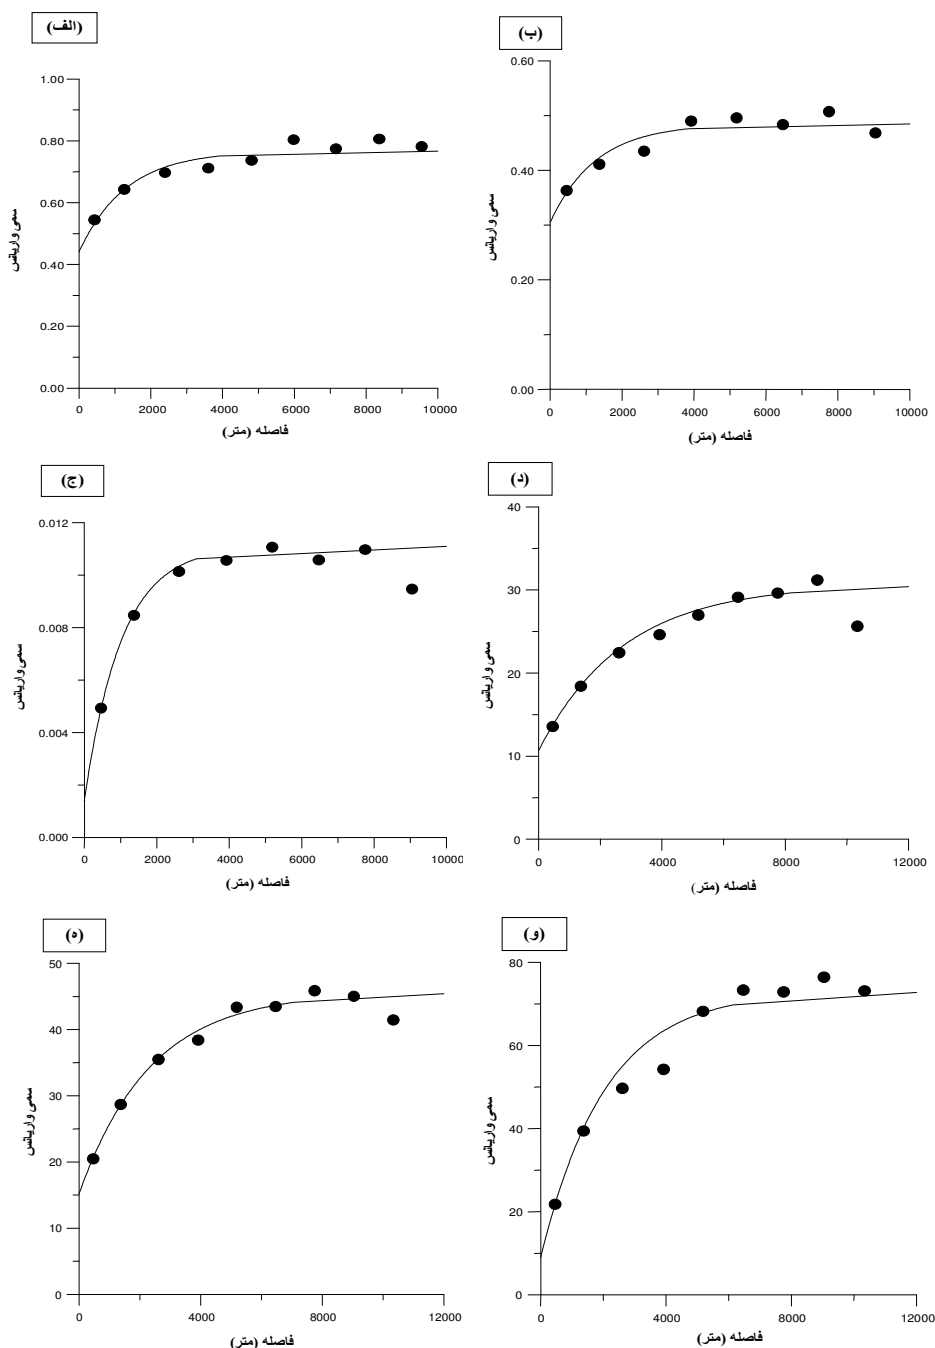 (الف)
1.00
0.80
0.60
0.40
0.20
0.00
سمی واریانس
0 2000 4000 6000 8000 10000
فاصله (متر)
(ب)
0.60
0.40
0.20
0.00
سمی واریانس
0 2000 4000 6000 8000 10000
فاصله (متر)
(ج)
0.012
0.008
0.004
0.000
سمی واریانس
0 2000 4000 6000 8000 10000
فاصله (متر)
(د)
40
30
20
10
0
سمی واریانس
0 4000 8000 12000
فاصله (متر)
(ه)
50
40
30
20
10
0
سمی واریانس
0 4000 8000 12000
فاصله (متر)
(و)
80
60
40
20
0
سمی واریانس
0 4000 8000 12000
فاصله (متر)